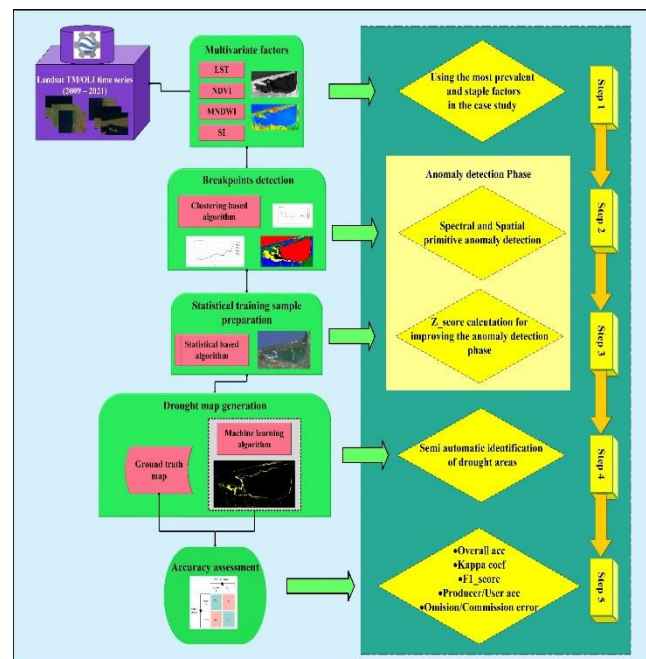 Landsat TM/OLI time series
(2009 – 2021)
Multivariate factors
LST
NDVI
MNDWI
SI
Using the most prevalent
and staple factors
in the case study
Step 1
Breakpoints detection
Clustering based
algorithm
Anomaly detection Phase
Spectral and Spatial
primitive anomaly detection
Step 2
Statistical training sample
preparation
Statistical based
algorithm
Z_score calcutation for
improving the anomaly detection
phase
Step 3
Drought map generation
Ground truth
map
Machine learning
algorithm
Semi automatic identification
of drought areas
Step 4
Accuracy assessment
•Overall acc
•Kappa coef
•F1_score
•Producer/User acc
•Omision/Commission error
Step 5